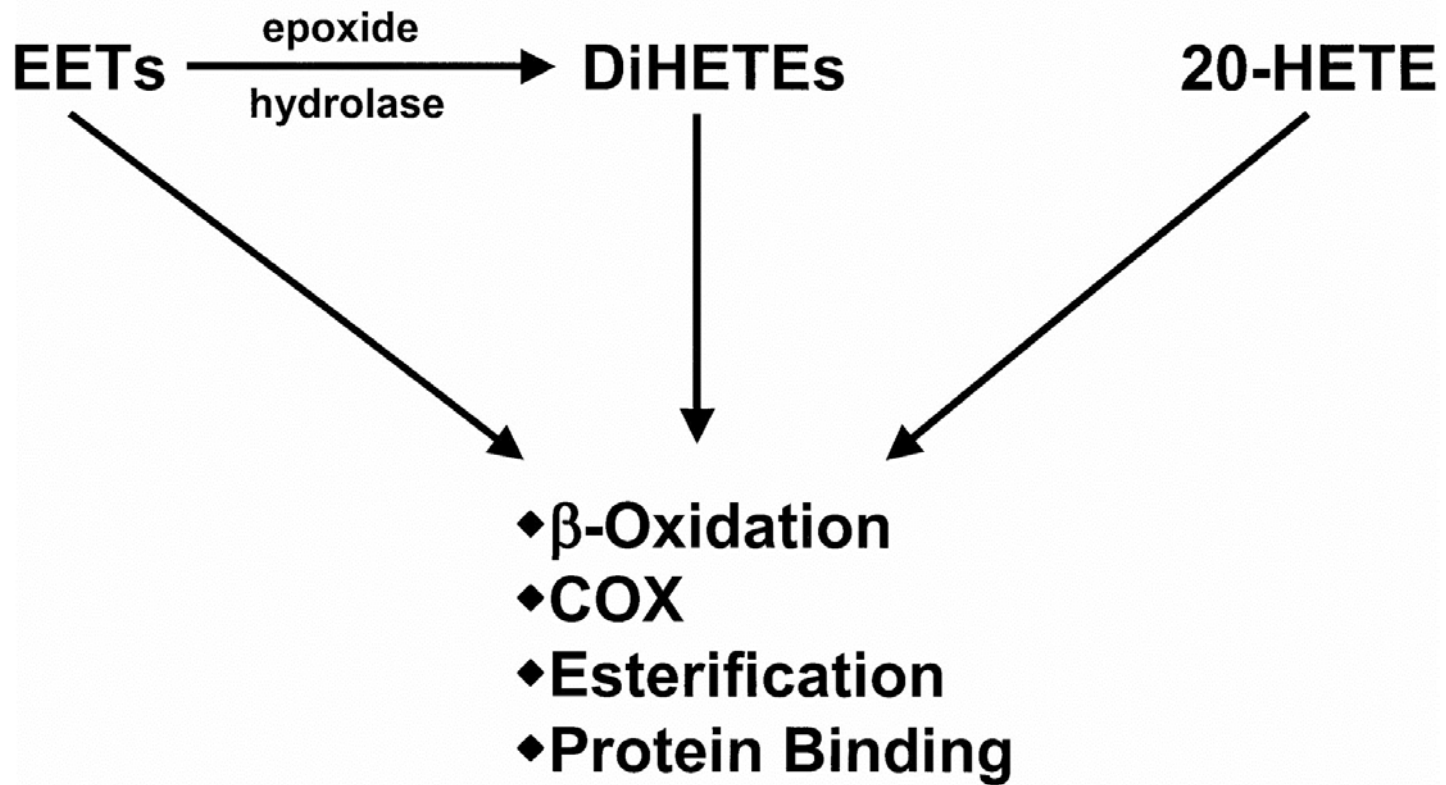 epoxide
EETs DiHETEs 20-HETE
hydrolase
◆β-Oxidation
◆COX
◆Esterification
◆Protein Binding